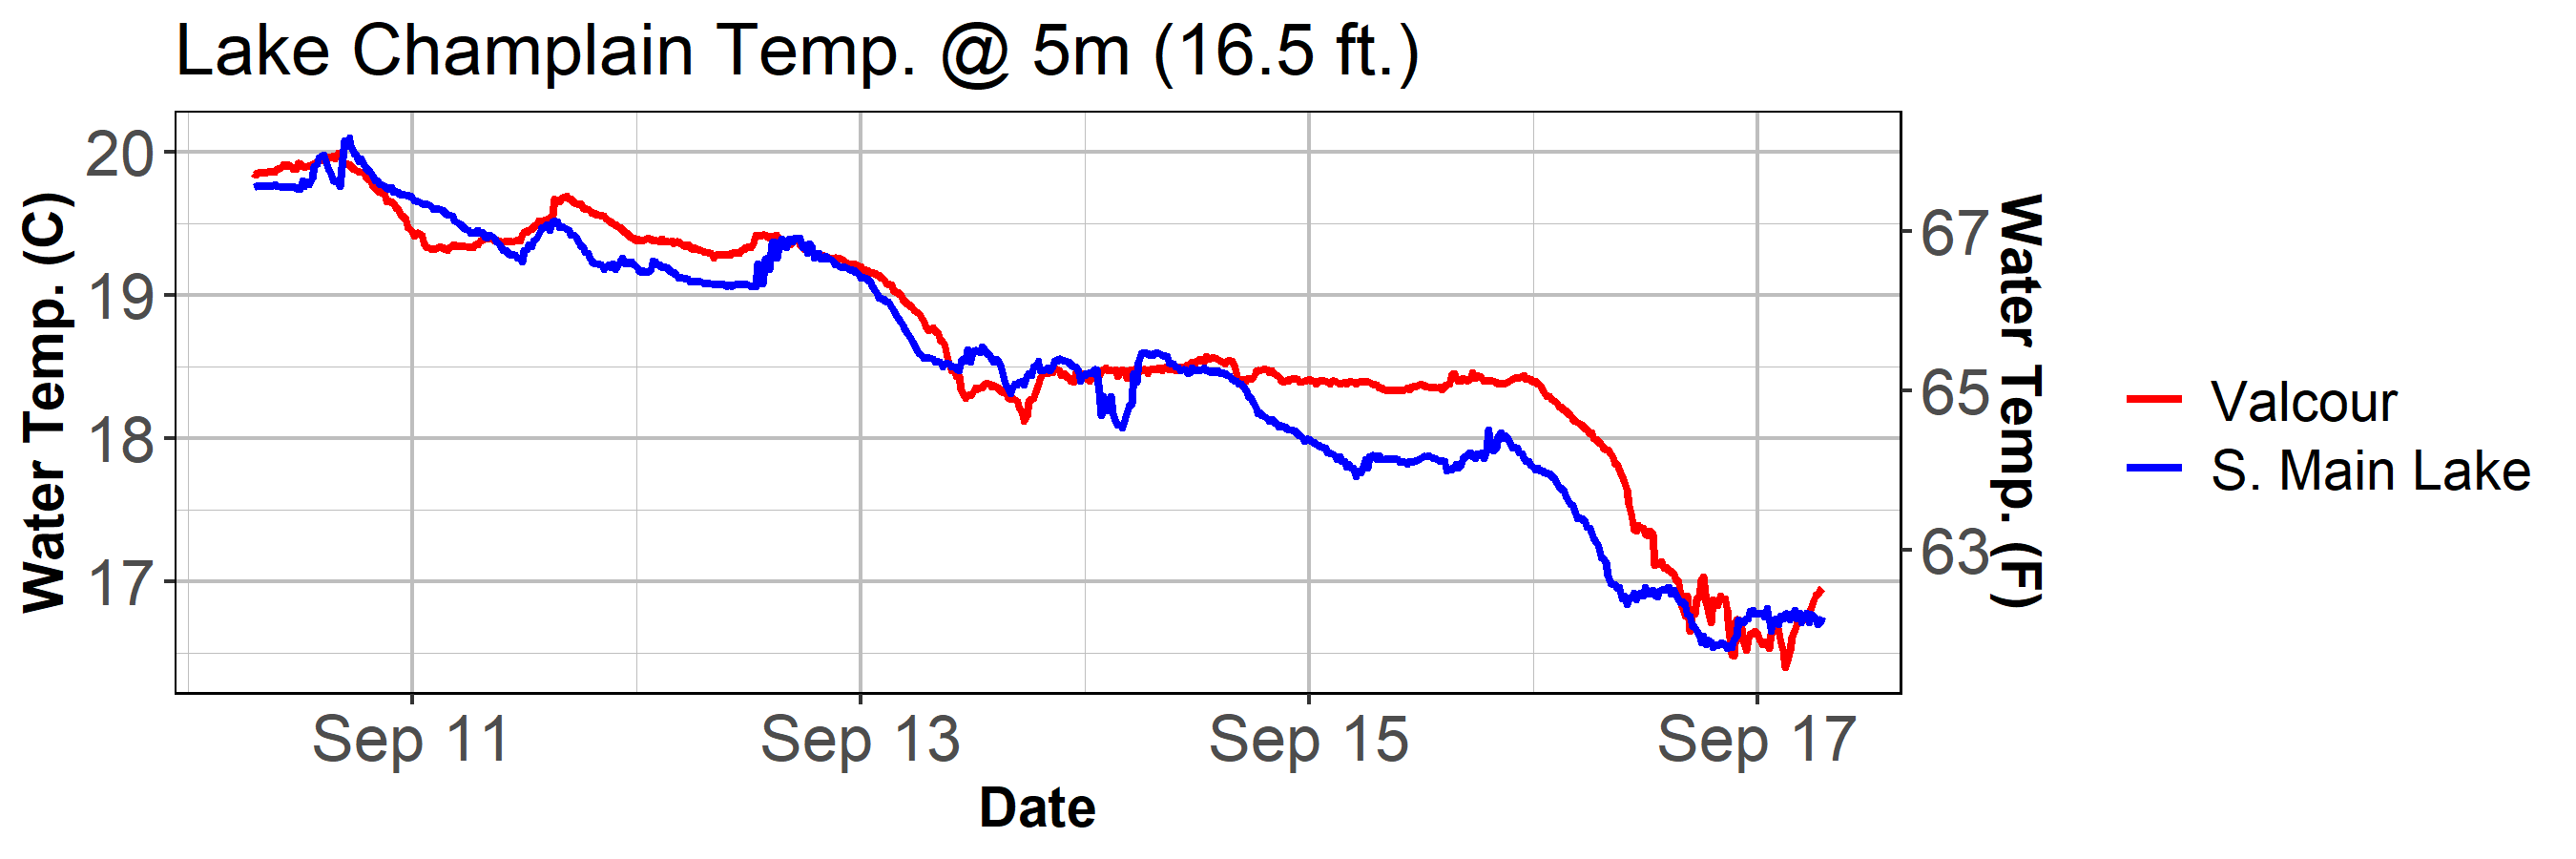 Lake Champlain Temp. @ 5m (16.5 ft.)
Water Temp. (C)
20
19
18
17
67
65
63
Water Temp. (F)
Sep 11
Sep 13
Sep 15
Sep 17
Date
Valcour
S. Main Lake